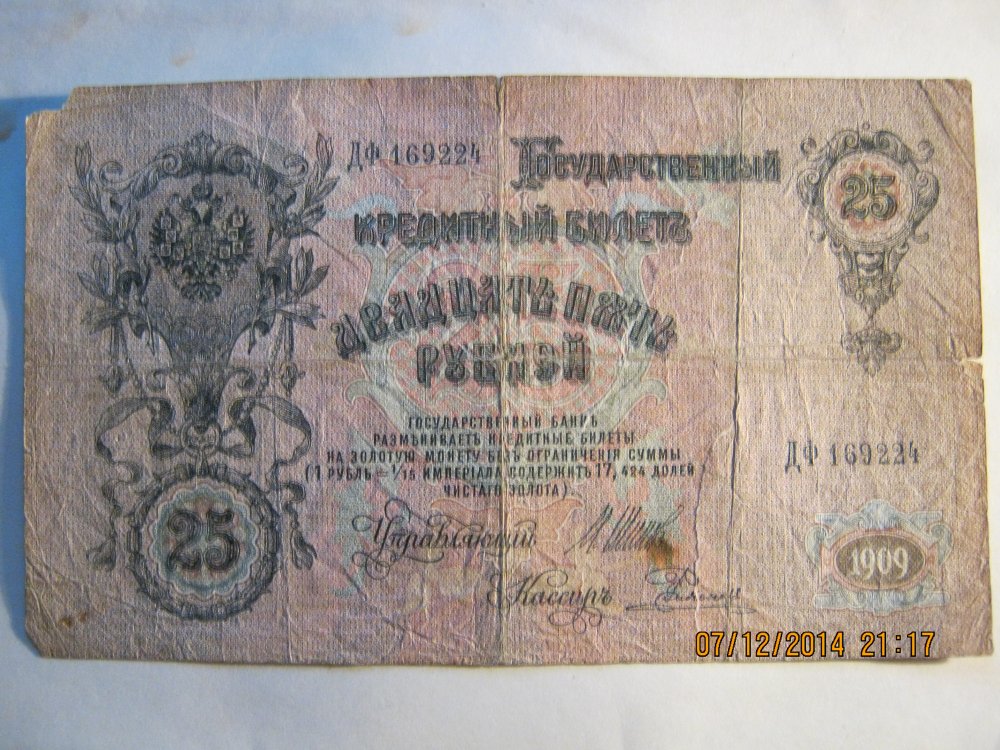 ДФ 169224
Государственный
Кредитный Билетъ
25
Двадцать пять
рублей
Государственный Банкъ
размѣниваетъ кредитные билеты
на золотую монету безъ ограниченія суммы
(1 рубль = 1/15 имперіала, содержитъ 17,424 долей
чистаго золота).
ДФ 169224
25
Управляющій
1909
Кассиръ
07/12/2014 21:17